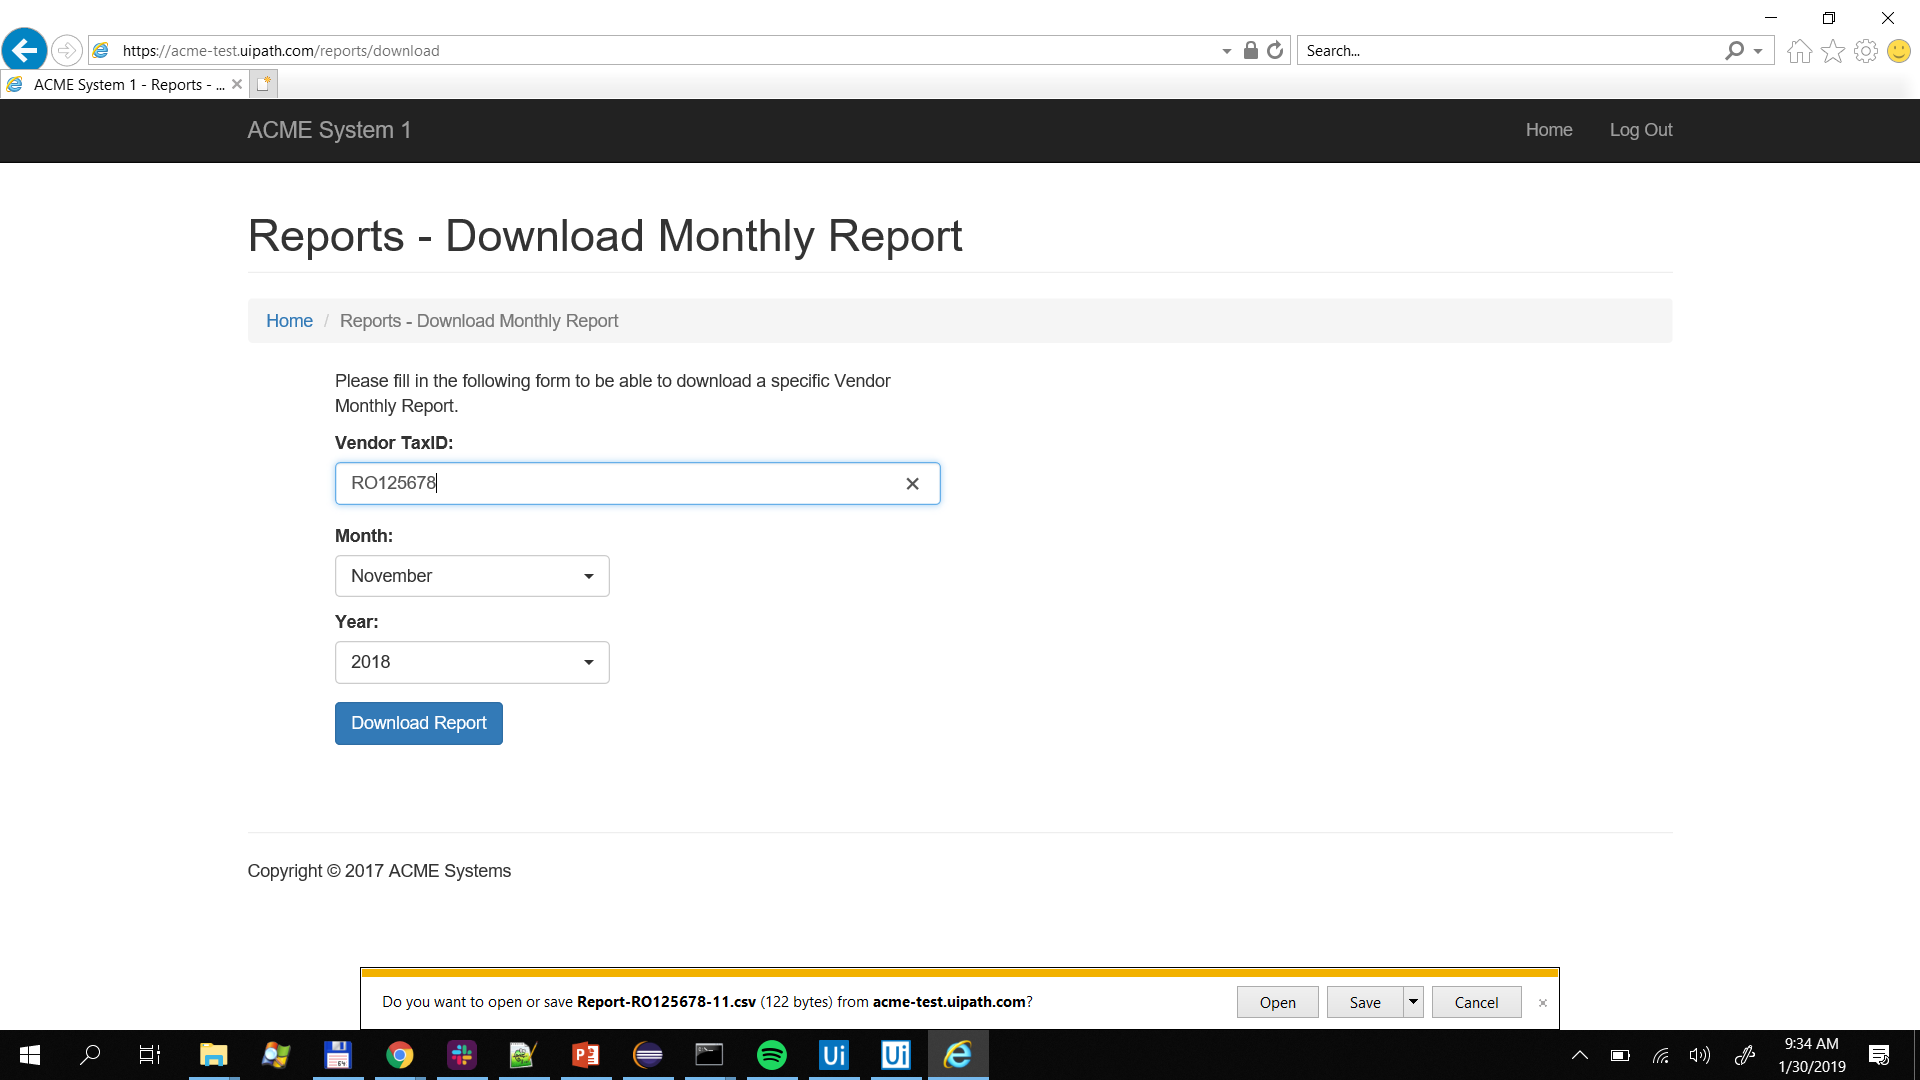 https://acme-test.uipath.com/reports/download
Search...
ACME System 1 - Reports - ...
ACME System 1
Home
Log Out
Reports - Download Monthly Report
Home / Reports - Download Monthly Report
Please fill in the following form to be able to download a specific Vendor
Monthly Report.
Vendor TaxID:
RO125678
Month:
November
Year:
2018
Download Report
Copyright © 2017 ACME Systems
Do you want to open or save Report-RO125678-11.csv (122 bytes) from acme-test.uipath.com?
Open
Save
Cancel
64
Ui
Ui
9:34 AM
1/30/2019